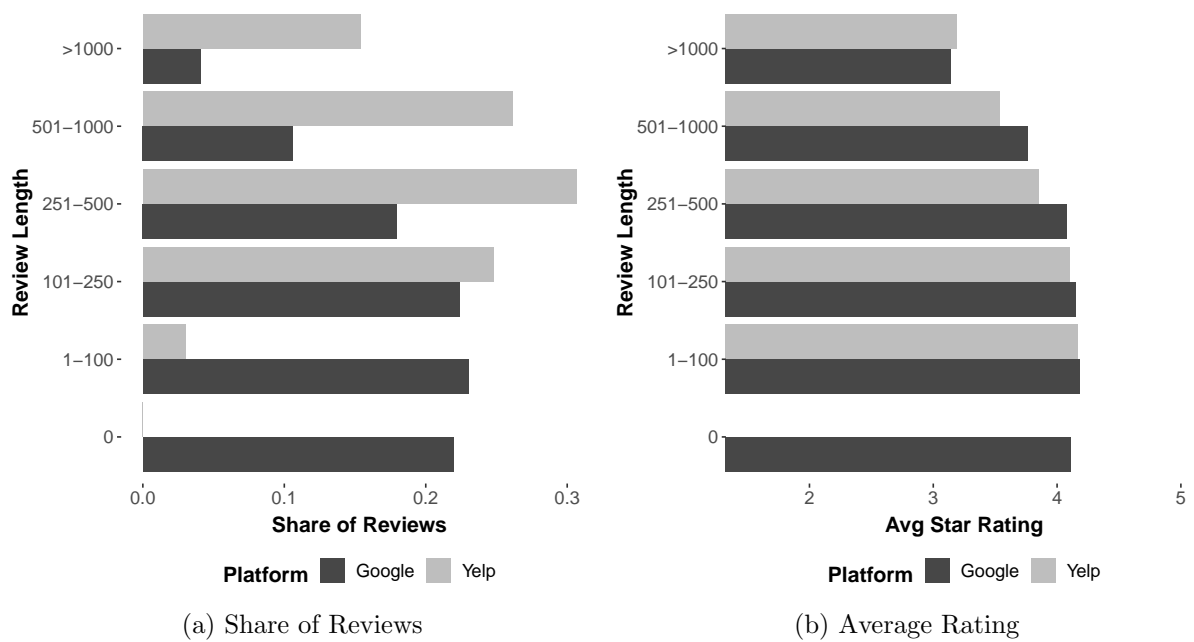 >1000
501–1000
251–500
101–250
1–100
0
Review Length
0.0 0.1 0.2 0.3
Share of Reviews
Platform Google Yelp
(a) Share of Reviews
>1000
501–1000
251–500
101–250
1–100
0
Review Length
2 3 4 5
Avg Star Rating
Platform Google Yelp
(b) Average Rating